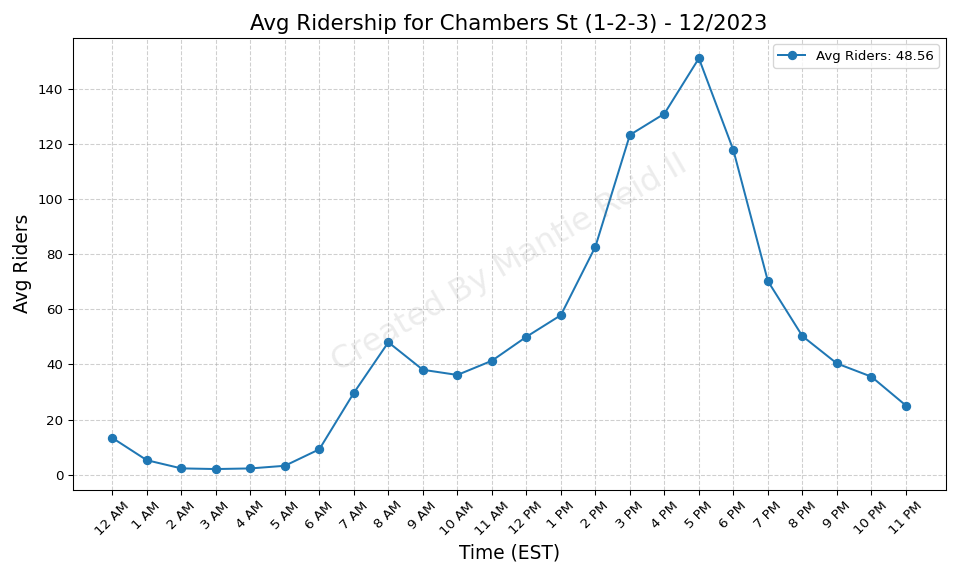 Avg Ridership for Chambers St (1-2-3) - 12/2023
Avg Riders: 48.56
Avg Riders
140
120
100
80
60
40
20
0
Created By Mantle Reid II
12 AM
1 AM
2 AM
3 AM
4 AM
5 AM
6 AM
7 AM
8 AM
9 AM
10 AM
11 AM
12 PM
1 PM
2 PM
3 PM
4 PM
5 PM
6 PM
7 PM
8 PM
9 PM
10 PM
11 PM
Time (EST)